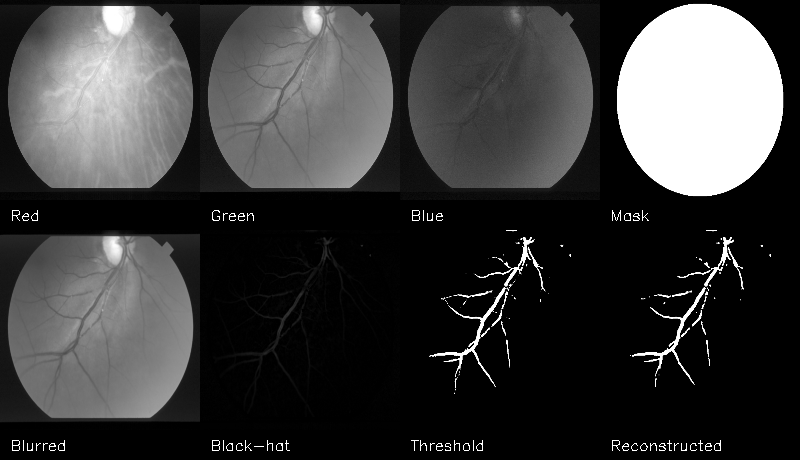 Red
Green
Blue
Mask
Blurred
Black-hat
Threshold
Reconstructed